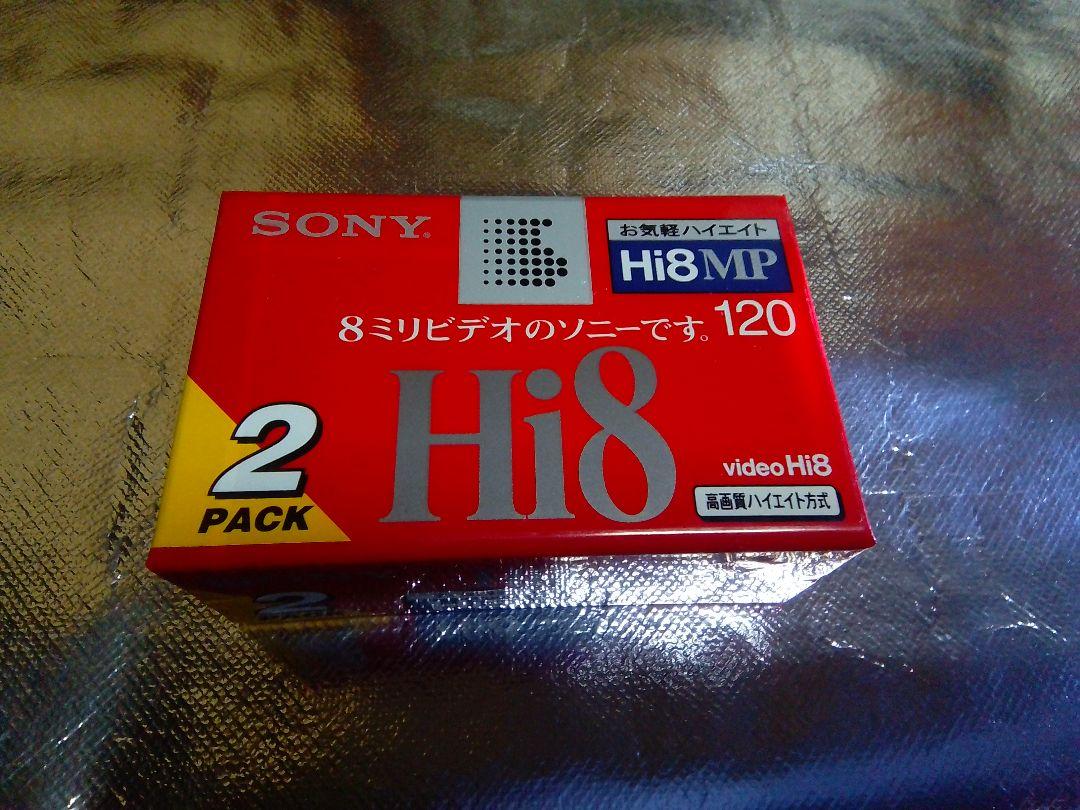 SONY®
お気軽ハイエイト
Hi8MP
120
8ミリビデオのソニーです。
Hi8
2
PACK
video Hi8
高画質ハイエイト方式
2